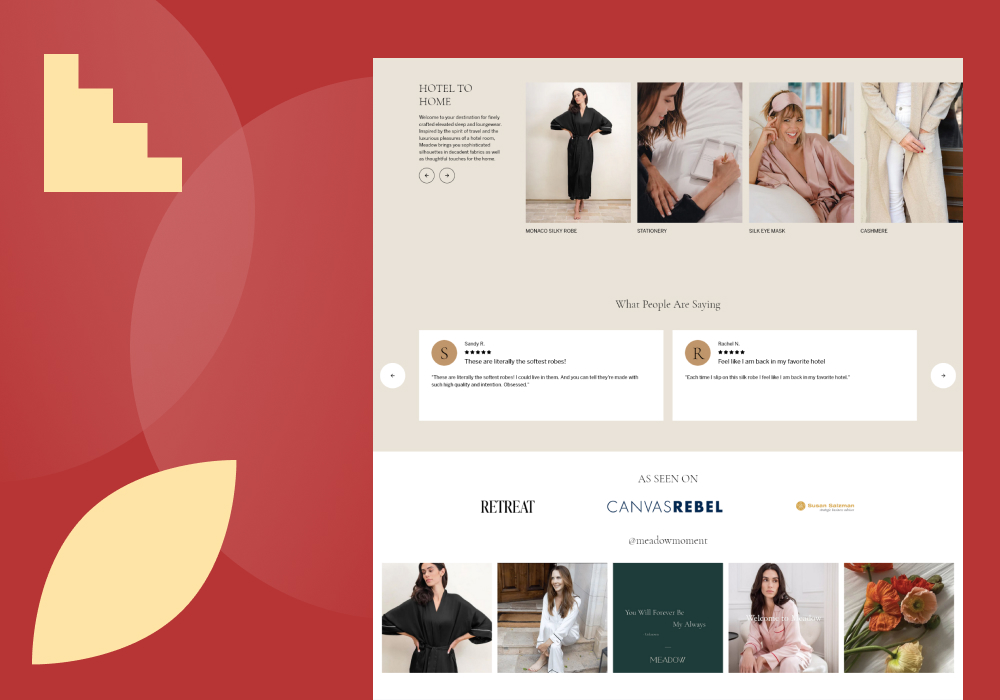 HOTEL TO
HOME
Welcome to your destination for finely
crafted elevated sleep and loungewear.
Inspired by the spirit of travel and the
luxurious pleasures of a hotel room,
Meadow brings you sophisticated
silhouettes in decadent fabrics as well
as thoughtful touches for the home.
MONACO SILKY ROBE
STATIONERY
SILK EYE MASK
CASHMERE
What People Are Saying
S
Sandy R.
These are literally the softest robes!
"These are literally the softest robes! I could live in them. And you can tell they're made with
such high quality and intention. Obsessed."
R
Rachel N.
Feel like I am back in my favorite hotel
"Each time I slip on this silk robe I feel like I am back in my favorite hotel."
AS SEEN ON
RETREAT
CANVASREBEL
Susan Saleman
@meadowmoment
You Will Forever Be
My Always
MEADOW
Welcome to Meadow